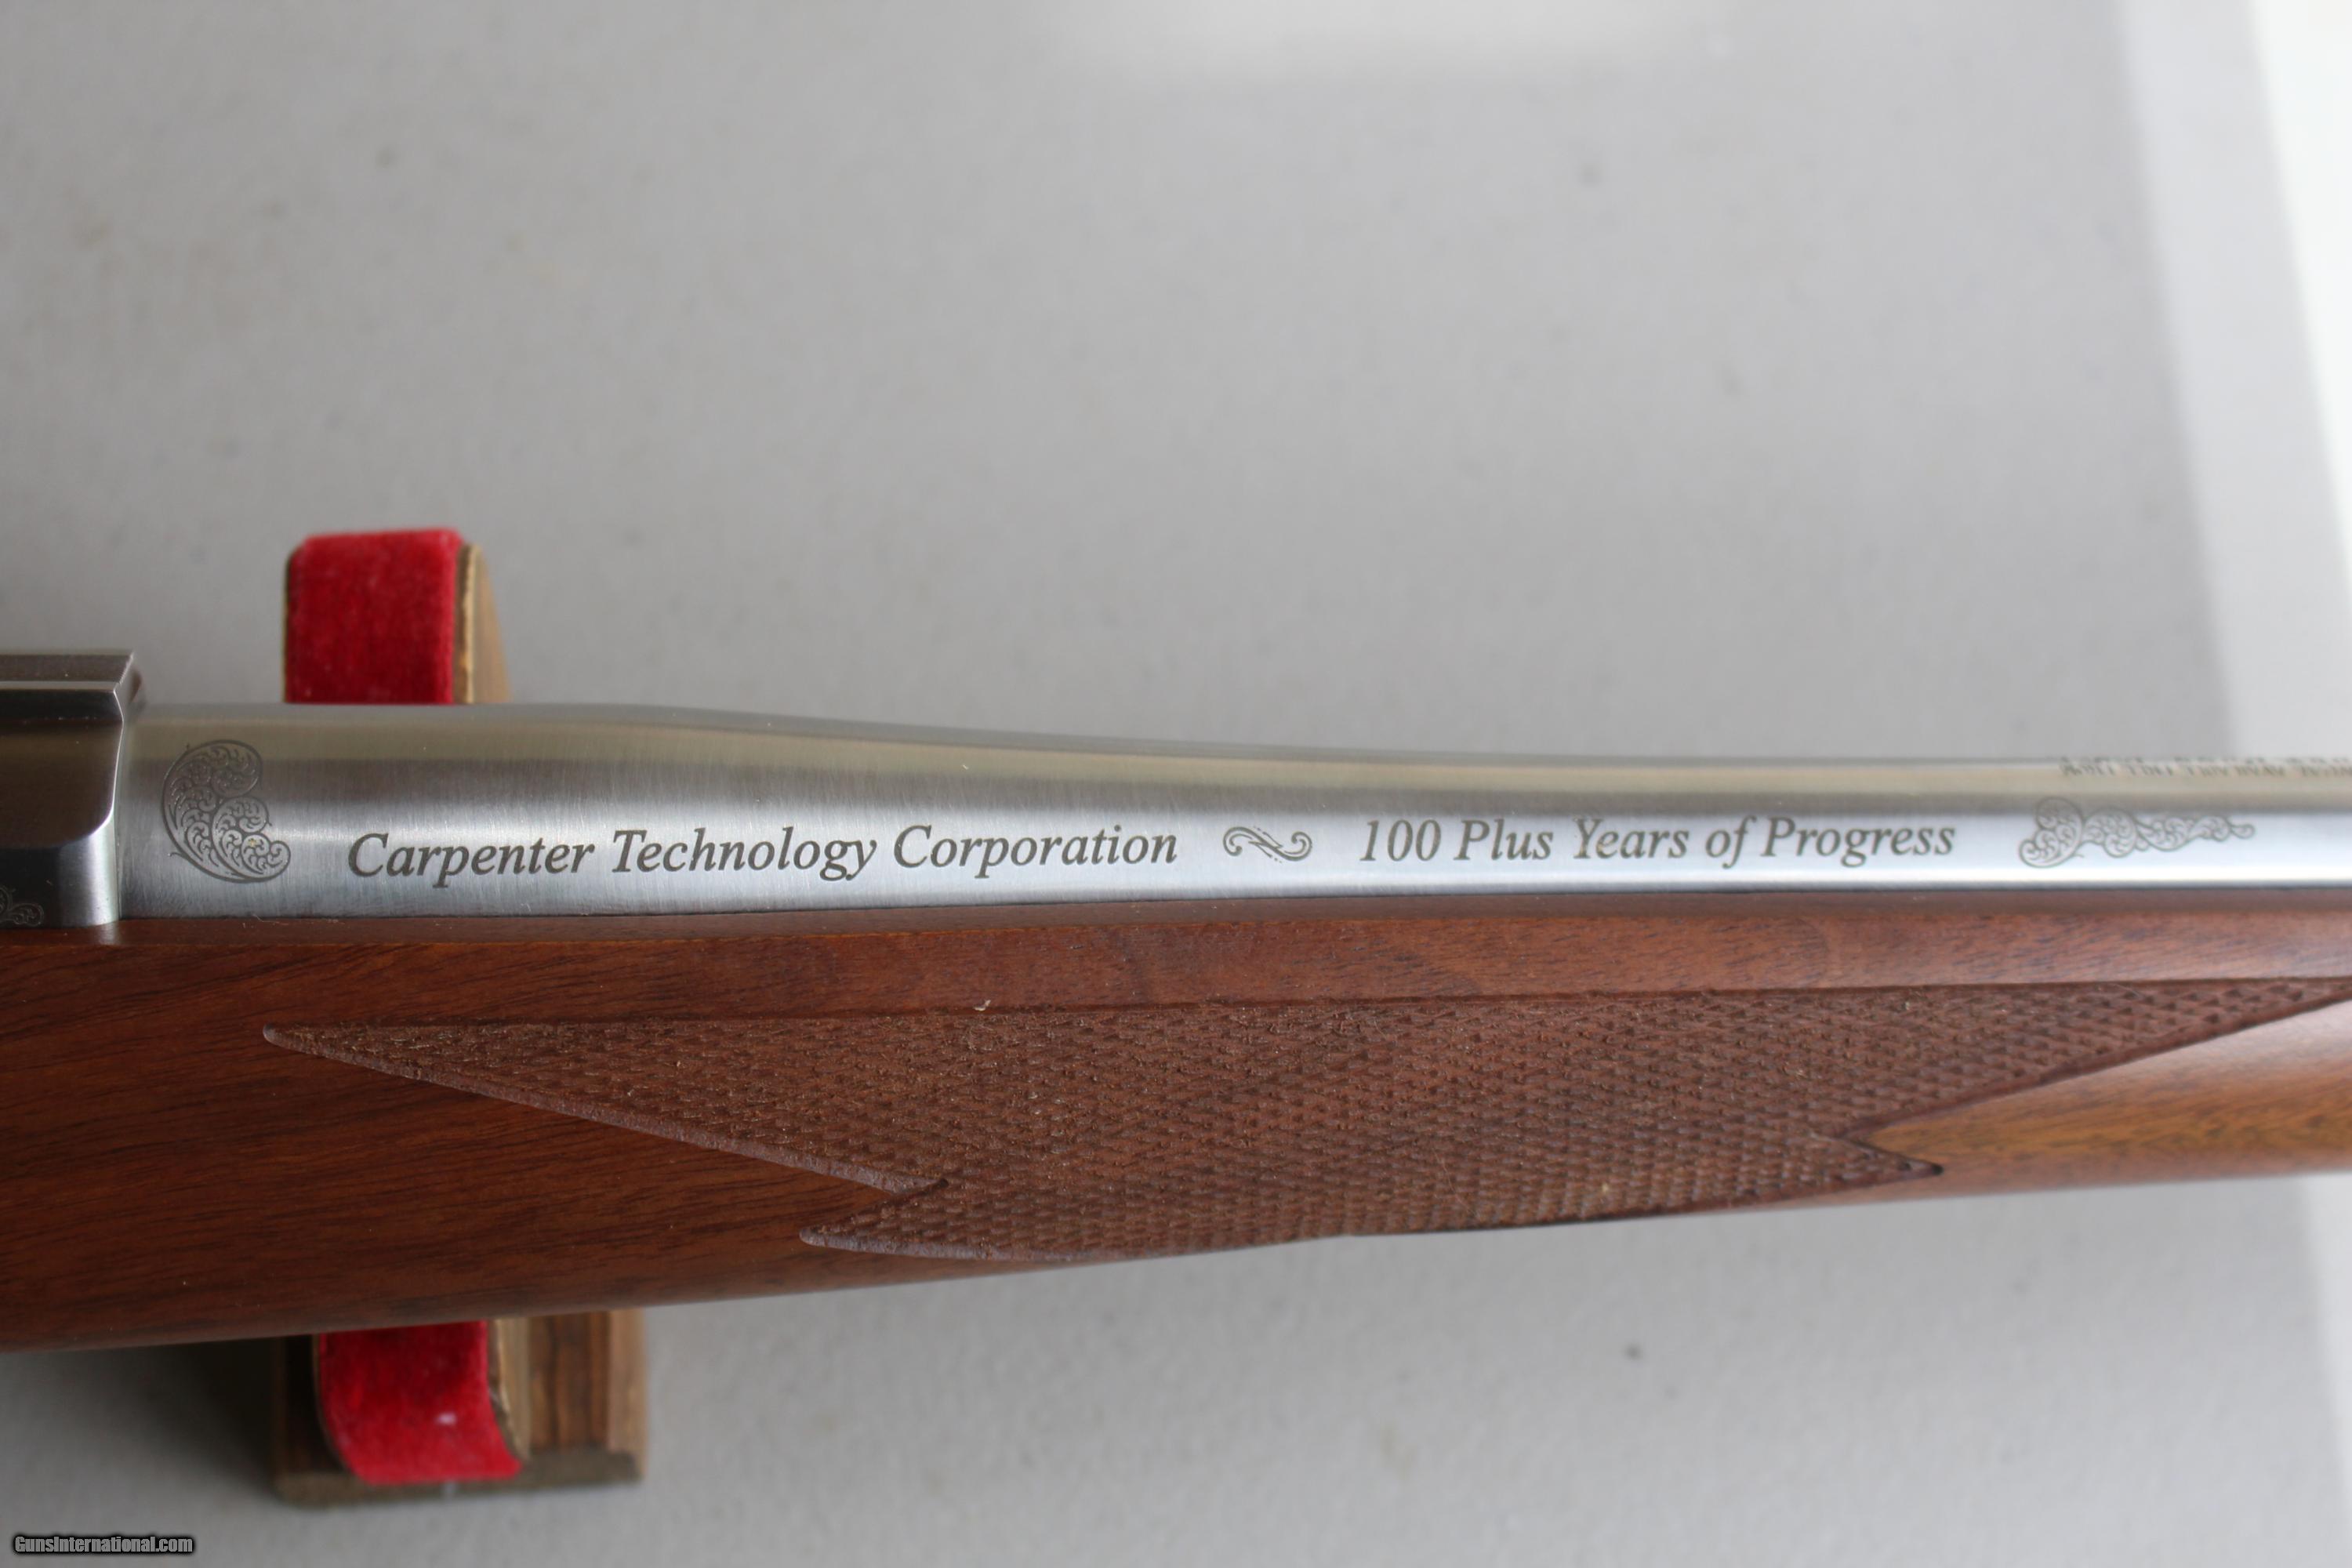 Carpenter Technology Corporation 100 Plus Years of Progress
GunsInternational.com